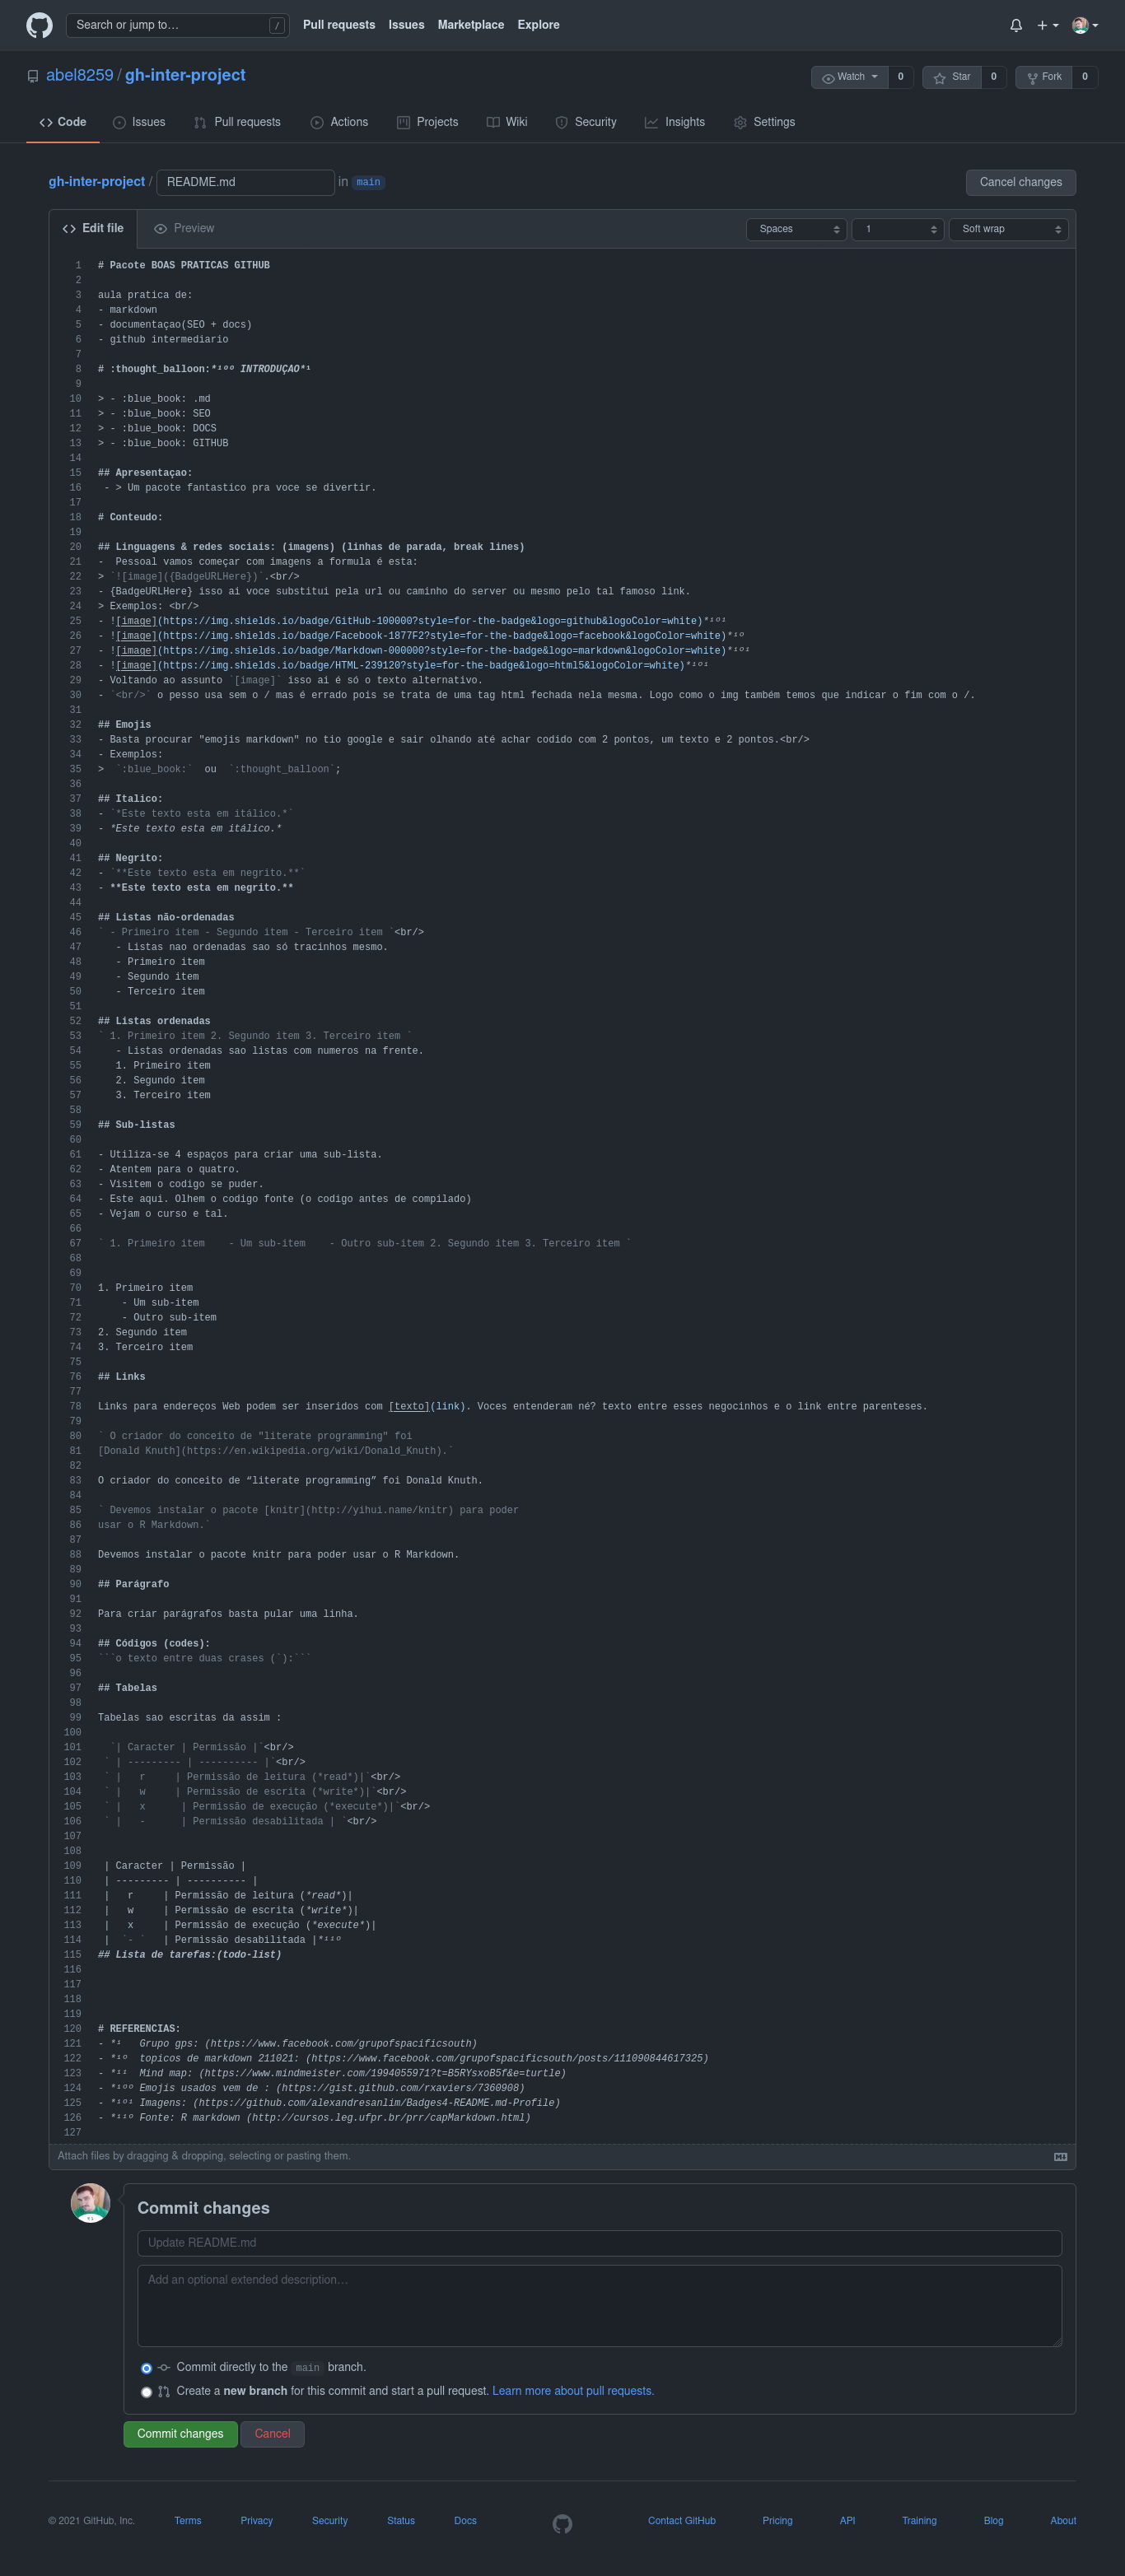 Search or jump to… /
Pull requests Issues Marketplace Explore
abel8259 / gh-inter-project
Watch 0 Star 0 Fork 0
Code Issues Pull requests Actions Projects Wiki Security Insights Settings
gh-inter-project / README.md in main Cancel changes
Edit file Preview Spaces 1 Soft wrap
1 # Pacote BOAS PRATICAS GITHUB
2
3 aula pratica de:
4 - markdown
5 - documentaçao(SEO + docs)
6 - github intermediario
7
8 # :thought_balloon:*¹⁰⁰ INTRODUÇAO*¹
9
10 > - :blue_book: .md
11 > - :blue_book: SEO
12 > - :blue_book: DOCS
13 > - :blue_book: GITHUB
14
15 ## Apresentaçao:
16  - > Um pacote fantastico pra voce se divertir.
17
18 # Conteudo:
19
20 ## Linguagens & redes sociais: (imagens) (linhas de parada, break lines)
21 -  Pessoal vamos começar com imagens a formula é esta:
22 > `![image]({BadgeURLHere})`.<br/>
23 - {BadgeURLHere} isso ai voce substitui pela url ou caminho do server ou mesmo pelo tal famoso link.
24 > Exemplos: <br/>
25 - ![image](https://img.shields.io/badge/GitHub-100000?style=for-the-badge&logo=github&logoColor=white)*¹⁰¹
26 - ![image](https://img.shields.io/badge/Facebook-1877F2?style=for-the-badge&logo=facebook&logoColor=white)*¹⁰
27 - ![image](https://img.shields.io/badge/Markdown-000000?style=for-the-badge&logo=markdown&logoColor=white)*¹⁰¹
28 - ![image](https://img.shields.io/badge/HTML-239120?style=for-the-badge&logo=html5&logoColor=white)*¹⁰¹
29 - Voltando ao assunto `[image]` isso ai é só o texto alternativo.
30 - `<br/>` o pesso usa sem o / mas é errado pois se trata de uma tag html fechada nela mesma. Logo como o img também temos que indicar o fim com o /.
31
32 ## Emojis
33 - Basta procurar "emojis markdown" no tio google e sair olhando até achar codido com 2 pontos, um texto e 2 pontos.<br/>
34 - Exemplos:
35 >  `:blue_book:`  ou  `:thought_balloon`;
36
37 ## Italico:
38 - `*Este texto esta em itálico.*`
39 - *Este texto esta em itálico.*
40
41 ## Negrito:
42 - `**Este texto esta em negrito.**`
43 - **Este texto esta em negrito.**
44
45 ## Listas não-ordenadas
46 ` - Primeiro item - Segundo item - Terceiro item `<br/>
47    - Listas nao ordenadas sao só tracinhos mesmo.
48    - Primeiro item
49    - Segundo item
50    - Terceiro item
51
52 ## Listas ordenadas
53 ` 1. Primeiro item 2. Segundo item 3. Terceiro item `
54    - Listas ordenadas sao listas com numeros na frente.
55    1. Primeiro item
56    2. Segundo item
57    3. Terceiro item
58
59 ## Sub-listas
60
61 - Utiliza-se 4 espaços para criar uma sub-lista.
62 - Atentem para o quatro.
63 - Visitem o codigo se puder.
64 - Este aqui. Olhem o codigo fonte (o codigo antes de compilado)
65 - Vejam o curso e tal.
66
67 ` 1. Primeiro item    - Um sub-item    - Outro sub-item 2. Segundo item 3. Terceiro item `
68
69
70 1. Primeiro item
71     - Um sub-item
72     - Outro sub-item
73 2. Segundo item
74 3. Terceiro item
75
76 ## Links
77
78 Links para endereços Web podem ser inseridos com [texto](link). Voces entenderam né? texto entre esses negocinhos e o link entre parenteses.
79
80 ` O criador do conceito de "literate programming" foi
81 [Donald Knuth](https://en.wikipedia.org/wiki/Donald_Knuth).`
82
83 O criador do conceito de “literate programming” foi Donald Knuth.
84
85 ` Devemos instalar o pacote [knitr](http://yihui.name/knitr) para poder
86 usar o R Markdown.`
87
88 Devemos instalar o pacote knitr para poder usar o R Markdown.
89
90 ## Parágrafo
91
92 Para criar parágrafos basta pular uma linha.
93
94 ## Códigos (codes):
95 ```o texto entre duas crases (´):```
96
97 ## Tabelas
98
99 Tabelas sao escritas da assim :
100
101   `| Caracter | Permissão |`<br/>
102  ` | --------- | ---------- |`<br/>
103  ` |   r     | Permissão de leitura (*read*)|`<br/>
104  ` |   w     | Permissão de escrita (*write*)|`<br/>
105  ` |   x      | Permissão de execução (*execute*)|`<br/>
106  ` |   -      | Permissão desabilitada | `<br/>
107
108
109  | Caracter | Permissão |
110  | --------- | ---------- |
111  |   r     | Permissão de leitura (*read*)|
112  |   w     | Permissão de escrita (*write*)|
113  |   x     | Permissão de execução (*execute*)|
114  |  `- `   | Permissão desabilitada |*¹¹⁰
115 ## Lista de tarefas:(todo-list)
116
117
118
119
120 # REFERENCIAS:
121 - *¹   Grupo gps: (https://www.facebook.com/grupofspacificsouth)
122 - *¹⁰  topicos de markdown 211021: (https://www.facebook.com/grupofspacificsouth/posts/111090844617325)
123 - *¹¹  Mind map: (https://www.mindmeister.com/1994055971?t=B5RYsxoB5f&e=turtle)
124 - *¹⁰⁰ Emojis usados vem de : (https://gist.github.com/rxaviers/7360908)
125 - *¹⁰¹ Imagens: (https://github.com/alexandresanlim/Badges4-README.md-Profile)
126 - *¹¹⁰ Fonte: R markdown (http://cursos.leg.ufpr.br/prr/capMarkdown.html)
127
Attach files by dragging & dropping, selecting or pasting them.
Commit changes
Update README.md
Add an optional extended description…
Commit directly to the main branch.
Create a new branch for this commit and start a pull request. Learn more about pull requests.
Commit changes Cancel
© 2021 GitHub, Inc. Terms Privacy Security Status Docs Contact GitHub Pricing API Training Blog About